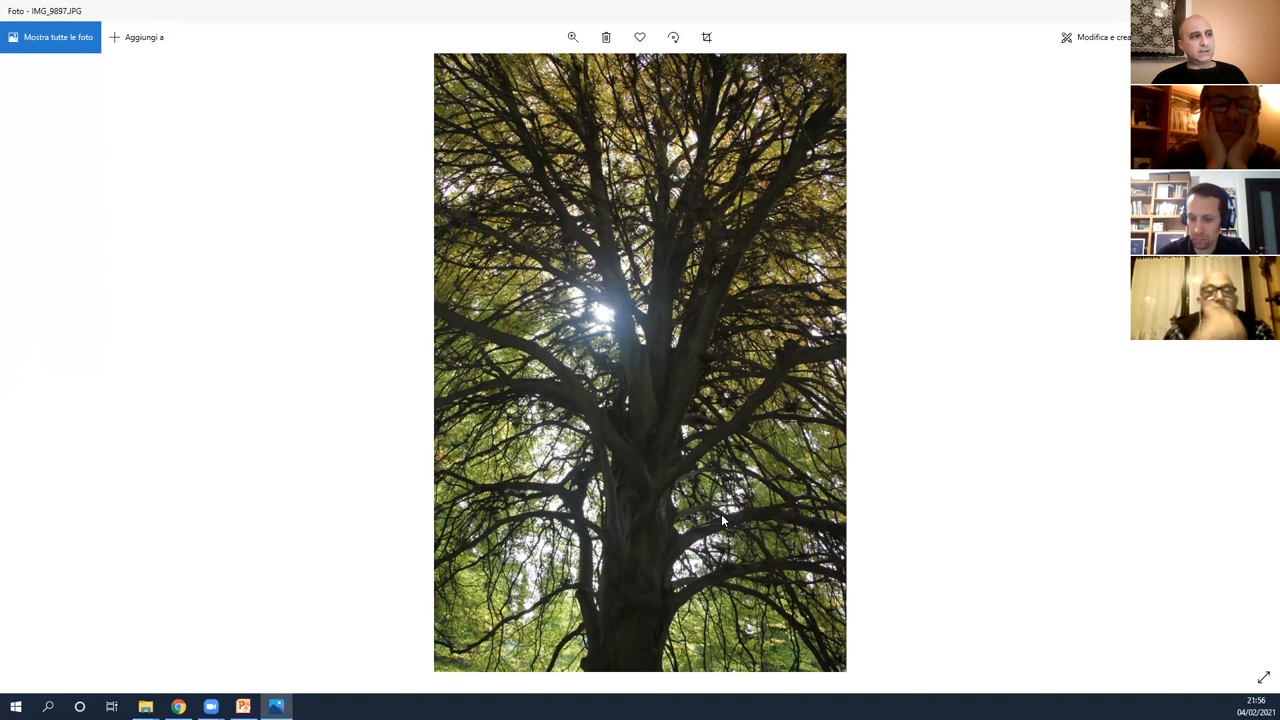 Foto - IMG_9897.JPG
Mostra tutte le foto
Aggiungi a
Modifica e crea
21:56
04/02/2021